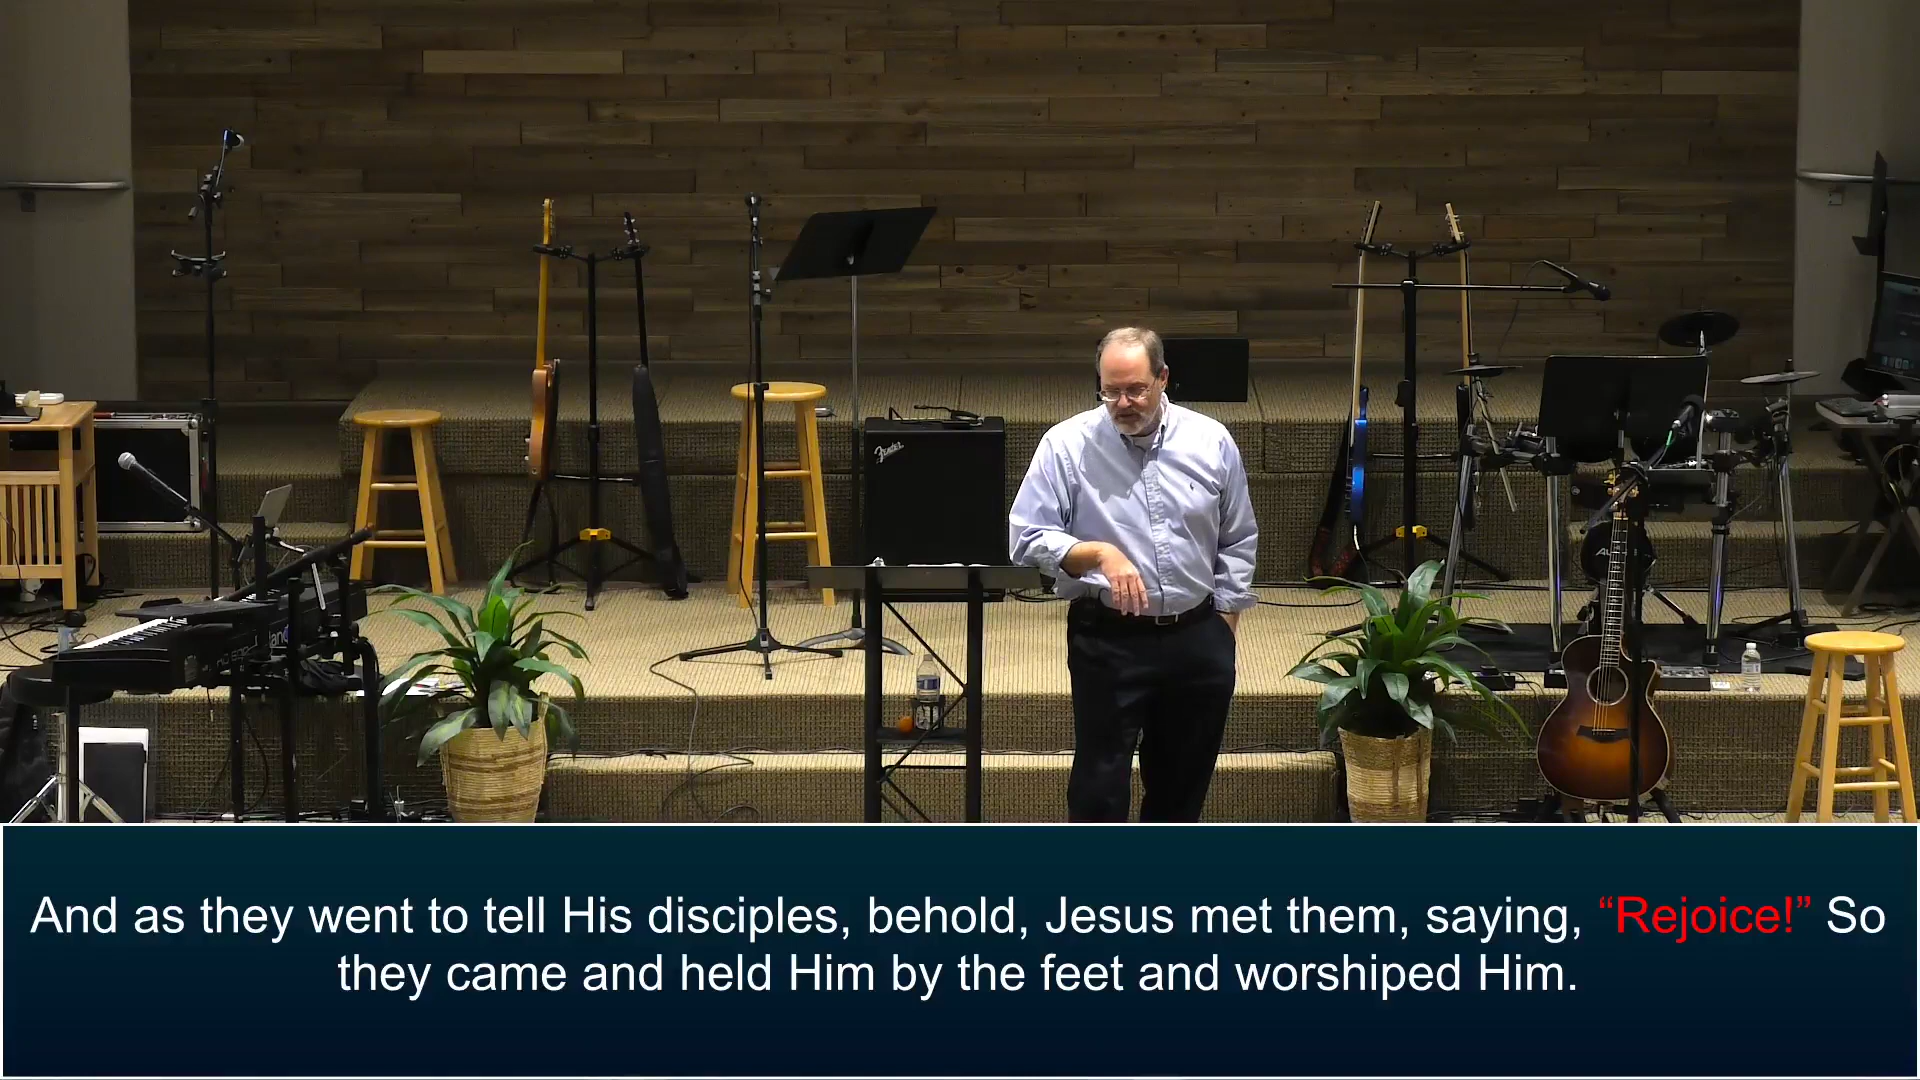 Fender
And as they went to tell His disciples, behold, Jesus met them, saying, “Rejoice!” So
they came and held Him by the feet and worshiped Him.